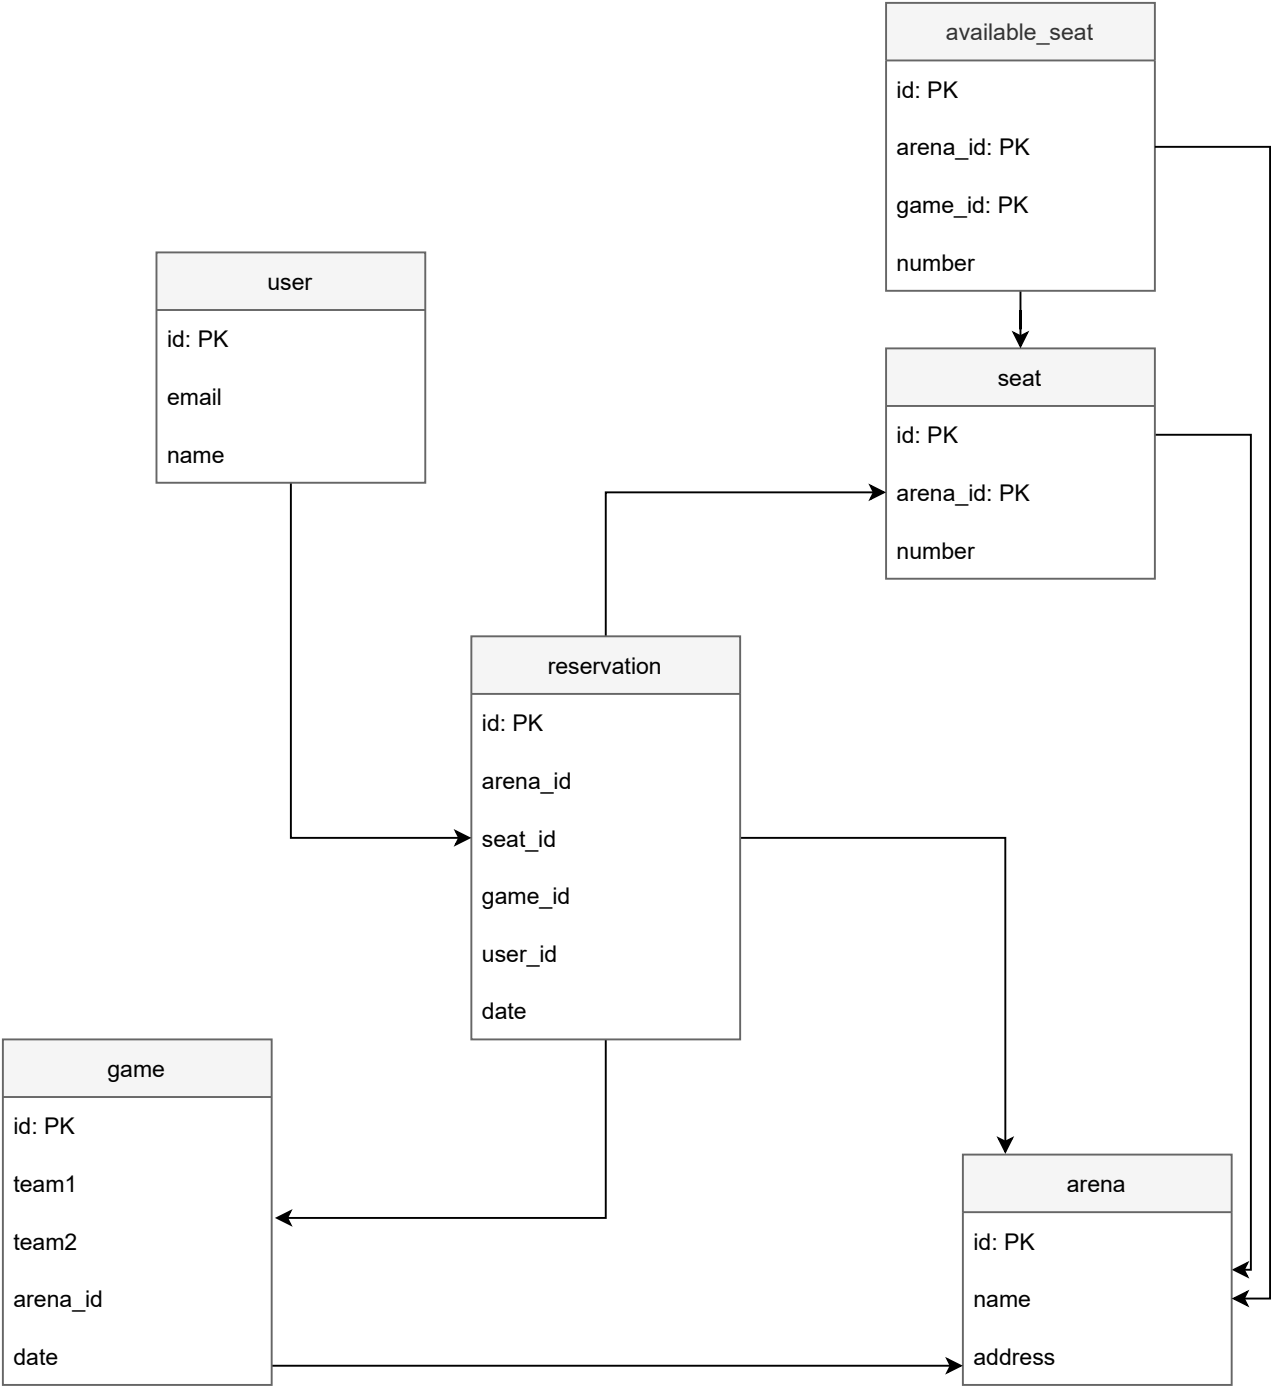 available_seat
id: PK
arena_id: PK
game_id: PK
number
user
id: PK
email
name
seat
id: PK
arena_id: PK
number
reservation
id: PK
arena_id
seat_id
game_id
user_id
date
game
id: PK
team1
team2
arena_id
date
arena
id: PK
name
address